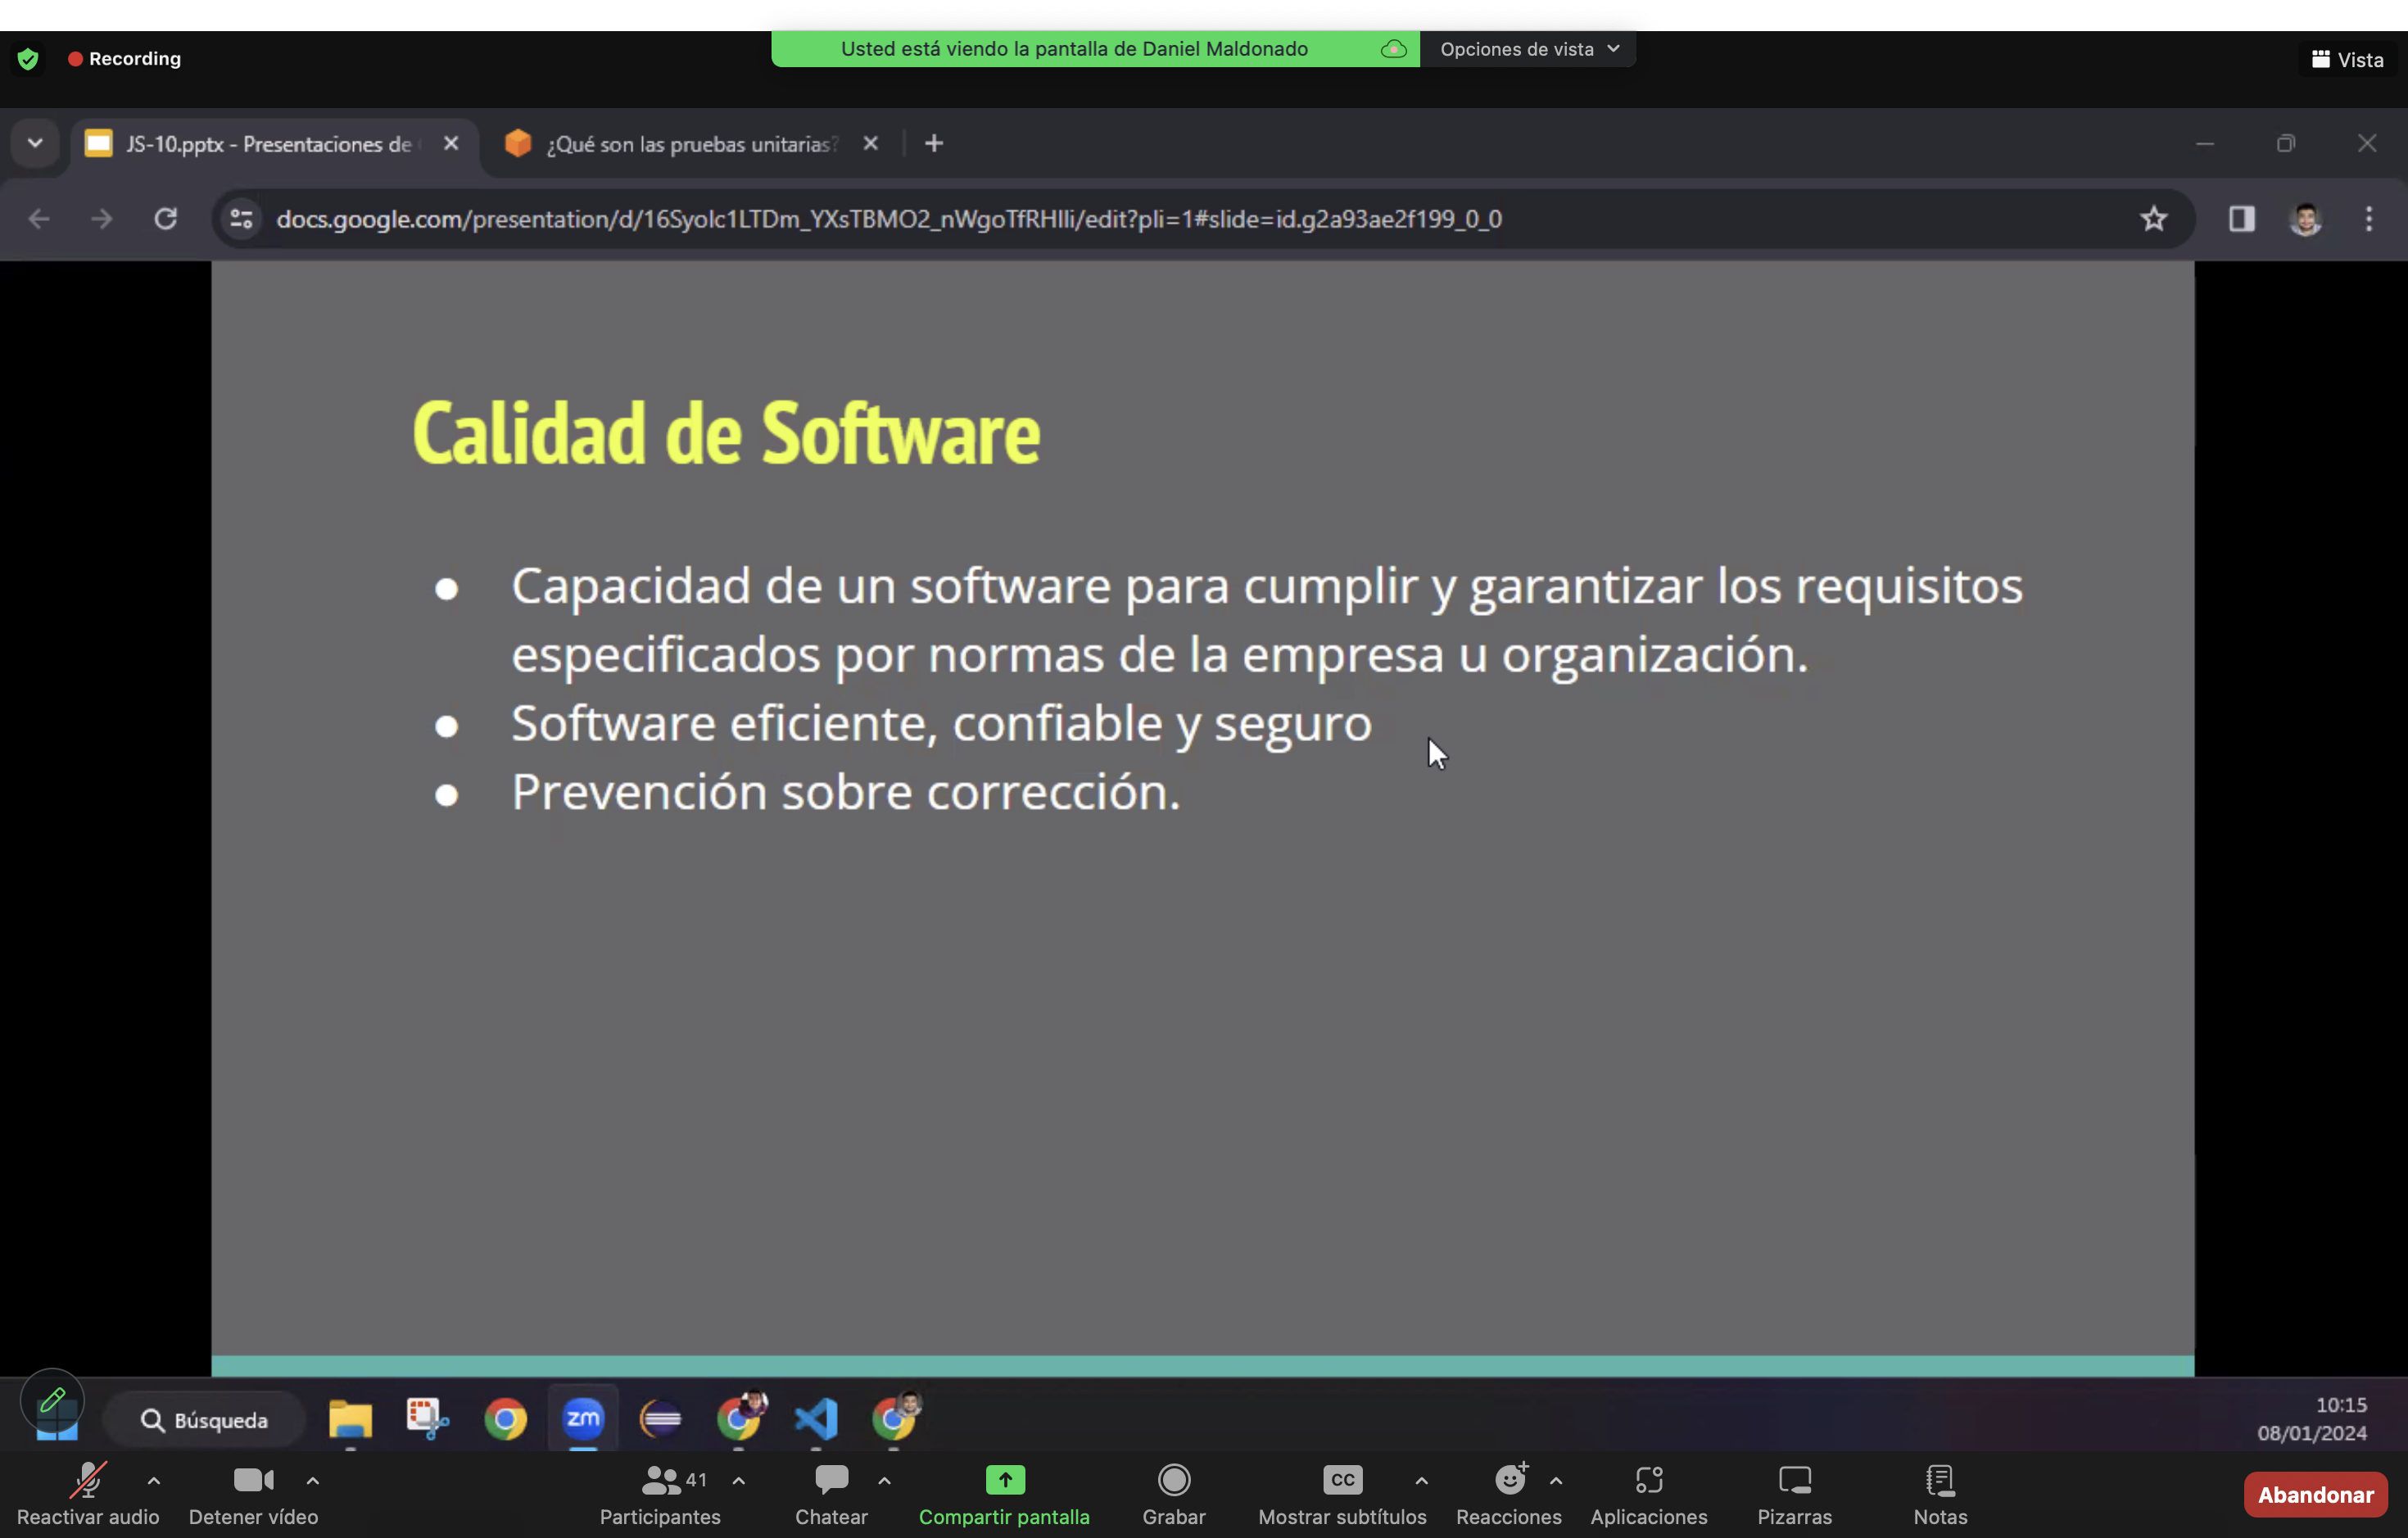 Recording
Usted está viendo la pantalla de Daniel Maldonado
Opciones de vista
Vista
JS-10.pptx - Presentaciones de
¿Qué son las pruebas unitarias?
docs.google.com/presentation/d/16Syolc1LTDm_YXsTBMO2_nWgoTfRHlli/edit?pli=1#slide=id.g2a93ae2f199_0_0
Calidad de Software
● Capacidad de un software para cumplir y garantizar los requisitos
especificados por normas de la empresa u organización.
● Software eficiente, confiable y seguro
● Prevención sobre corrección.
Búsqueda
zm
10:15
08/01/2024
41
CC
Reactivar audio
Detener vídeo
Participantes
Chatear
Compartir pantalla
Grabar
Mostrar subtítulos
Reacciones
Aplicaciones
Pizarras
Notas
Abandonar